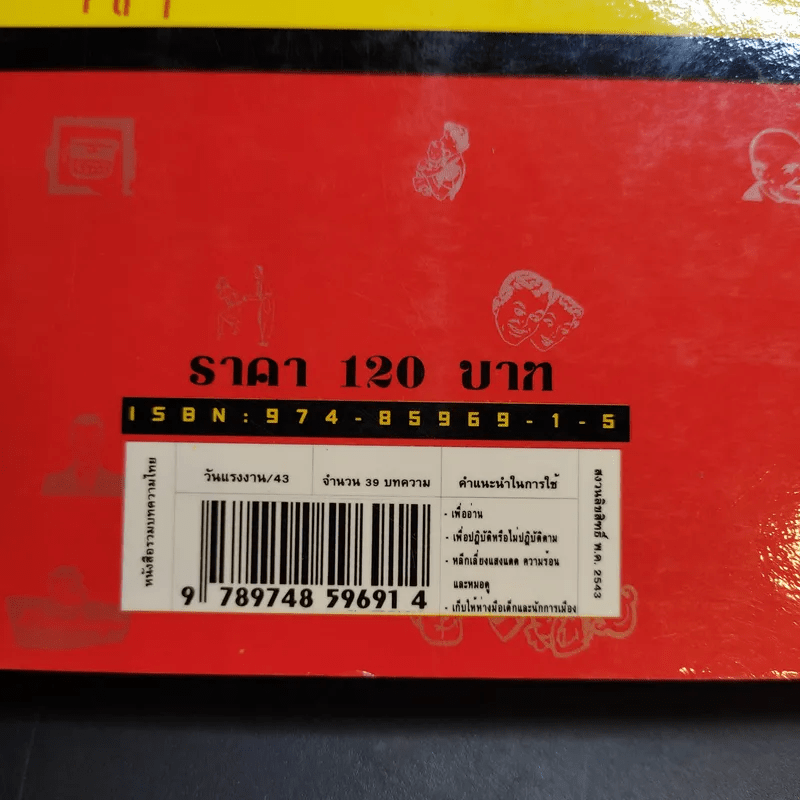 ราคา 120 บาท
ISBN:974-85969-1-5
หนังสือรวมบทความไทย
วันแรงงาน/43
จำนวน 39 บทความ
คำแนะนำในการใช้
- เพื่ออ่าน
- เพื่อปฏิบัติหรือไม่ปฏิบัติตาม
- หลีกเลี่ยงแสงแดด ความร้อน
และหมอดู
- เก็บให้ห่างมือเด็กและนักการเมือง
สงวนลิขสิทธิ์ พ.ค. 2543
9 789748 596914